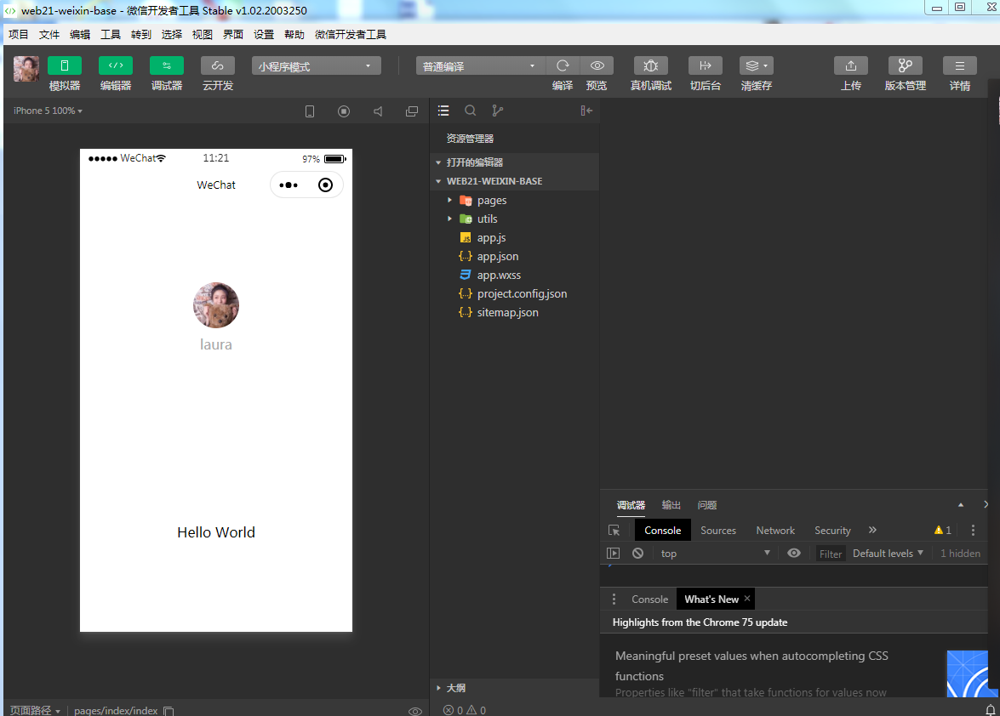 web21-weixin-base - 微信开发者工具 Stable v1.02.2003250
项目 文件 编辑 工具 转到 选择 视图 界面 设置 帮助 微信开发者工具
小程序模式 普通编译
模拟器 编辑器 调试器 云开发 编译 预览 真机调试 切后台 清缓存 上传 版本管理 详情
iPhone 5 100%
资源管理器
打开的编辑器
WEB21-WEIXIN-BASE
pages
utils
app.js
app.json
app.wxss
project.config.json
sitemap.json
大纲
0 0
WeChat 11:21 97%
WeChat
laura
Hello World
页面路径 pages/index/index
调试器 输出 问题
Console Sources Network Security 1
top Filter Default levels 1 hidden
Console What's New
Highlights from the Chrome 75 update
Meaningful preset values when autocompleting CSS
functions
Properties like "filter" that take functions for values now